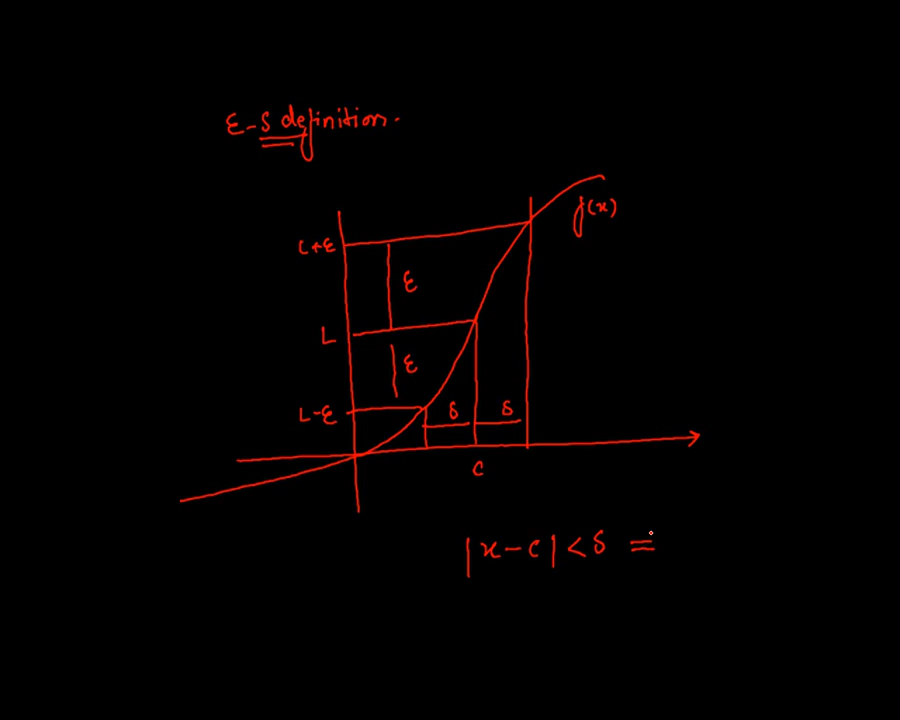 ε-δ definition.
f(x)
L+ε
ε
L
ε
L-ε
δ δ
c
|x-c|<δ =